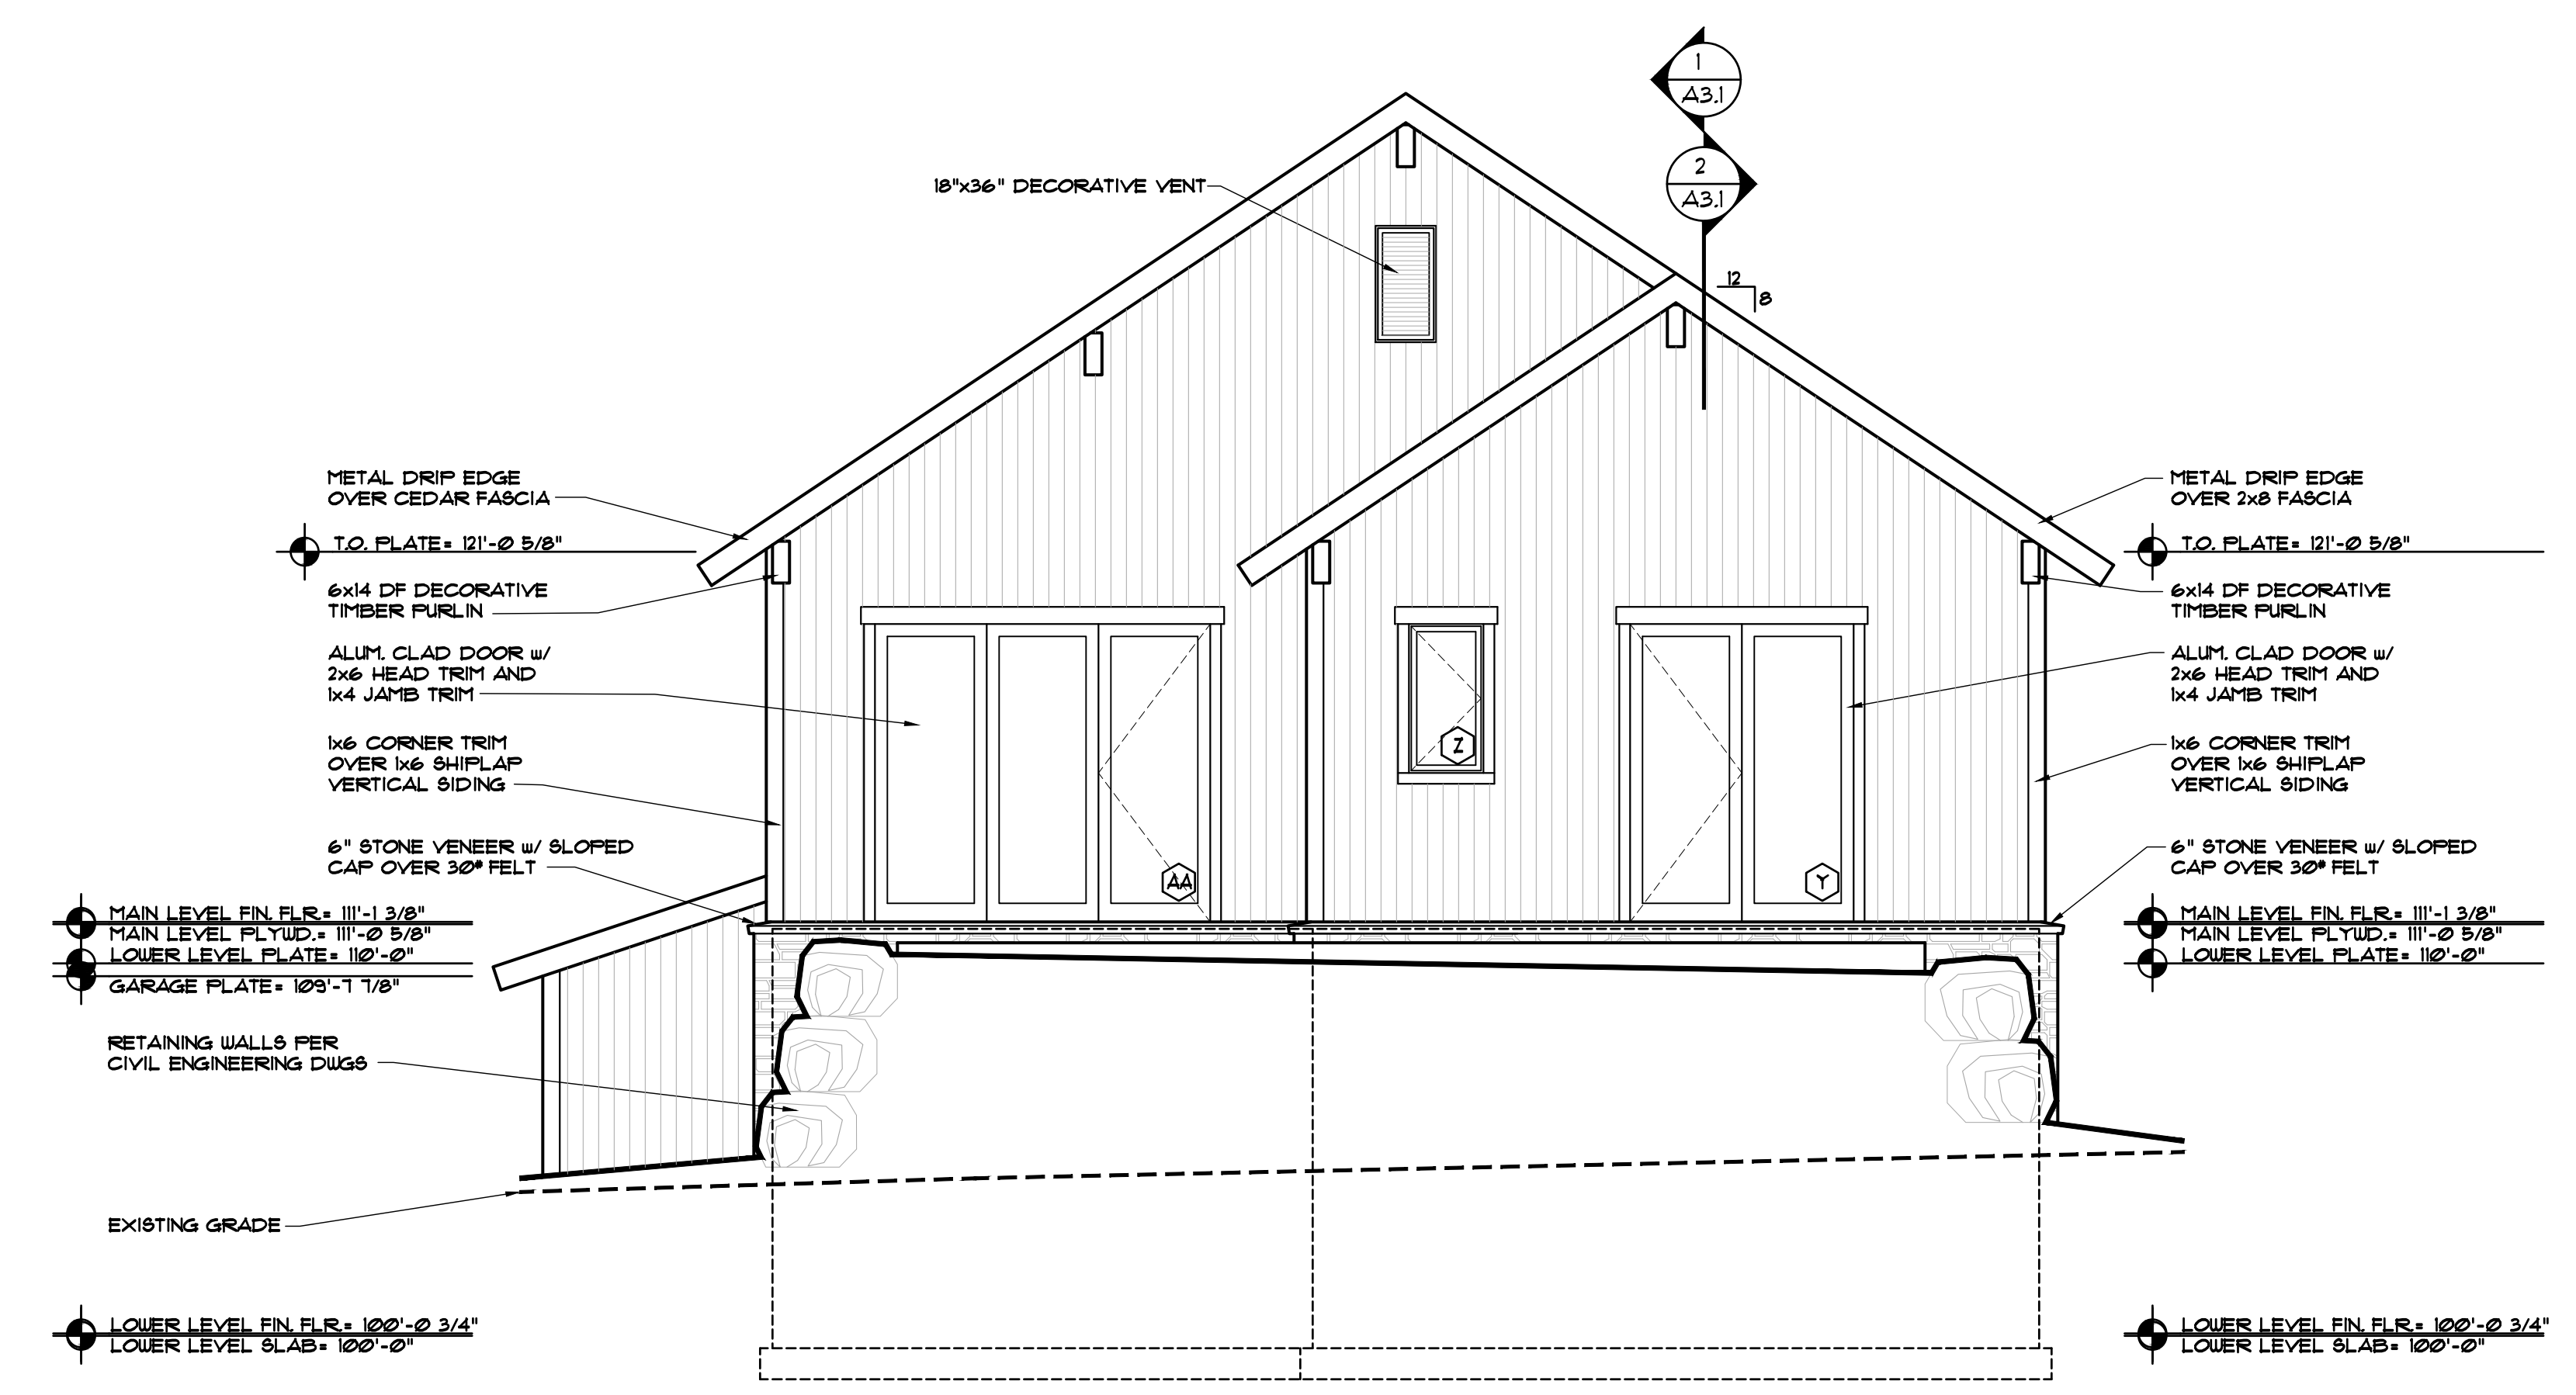 1
A3.1
2
A3.1
18"x36" DECORATIVE VENT
12
8
METAL DRIP EDGE
OVER CEDAR FASCIA
T.O. PLATE= 121'-0 5/8"
6x14 DF DECORATIVE
TIMBER PURLIN
ALUM. CLAD DOOR w/
2x6 HEAD TRIM AND
1x4 JAMB TRIM
1x6 CORNER TRIM
OVER 1x6 SHIPLAP
VERTICAL SIDING
6" STONE VENEER w/ SLOPED
CAP OVER 30# FELT
MAIN LEVEL FIN. FLR.= 111'-1 3/8"
MAIN LEVEL PLYWD.= 111'-0 5/8"
LOWER LEVEL PLATE= 110'-0"
GARAGE PLATE= 109'-7 7/8"
RETAINING WALLS PER
CIVIL ENGINEERING DWGS
EXISTING GRADE
LOWER LEVEL FIN. FLR.= 100'-0 3/4"
LOWER LEVEL SLAB= 100'-0"
AA
Z
Y
METAL DRIP EDGE
OVER 2x8 FASCIA
T.O. PLATE= 121'-0 5/8"
6x14 DF DECORATIVE
TIMBER PURLIN
ALUM. CLAD DOOR w/
2x6 HEAD TRIM AND
1x4 JAMB TRIM
1x6 CORNER TRIM
OVER 1x6 SHIPLAP
VERTICAL SIDING
6" STONE VENEER w/ SLOPED
CAP OVER 30# FELT
MAIN LEVEL FIN. FLR.= 111'-1 3/8"
MAIN LEVEL PLYWD.= 111'-0 5/8"
LOWER LEVEL PLATE= 110'-0"
LOWER LEVEL FIN. FLR.= 100'-0 3/4"
LOWER LEVEL SLAB= 100'-0"